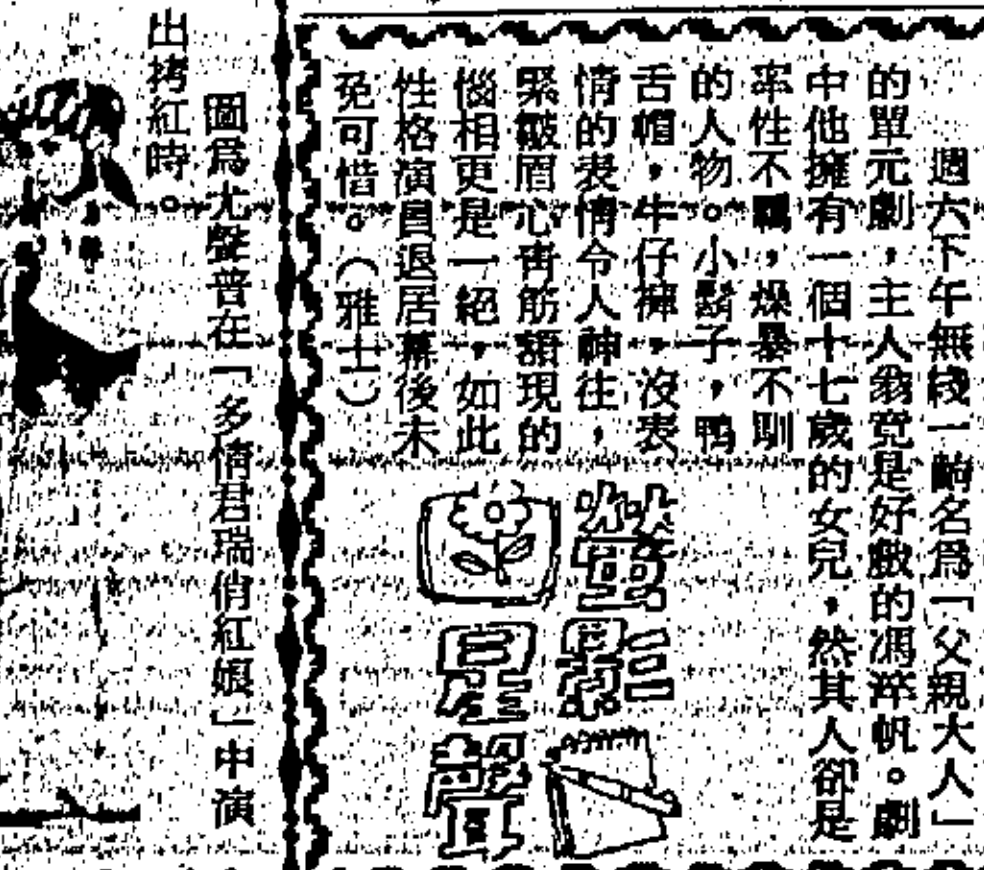 週六下午無綫一齣名爲「父親大人」
的單元劇，主人翁竟是好戲的馮淬帆。劇
中他擁有一個十七歲的女兒，然其人卻是
率性不羈，燥暴不馴
的人物。小鬍子，鴨
舌帽，牛仔褲，沒表
情的表情令人神往，
緊皺眉心靑筋顯現的
惱相更是一絕，如此
性格演員退居幕後未
免可惜。（雅士）
螢影
星聲
圖爲尤聲普在「多情君瑞俏紅娘」中演
出拷紅時。